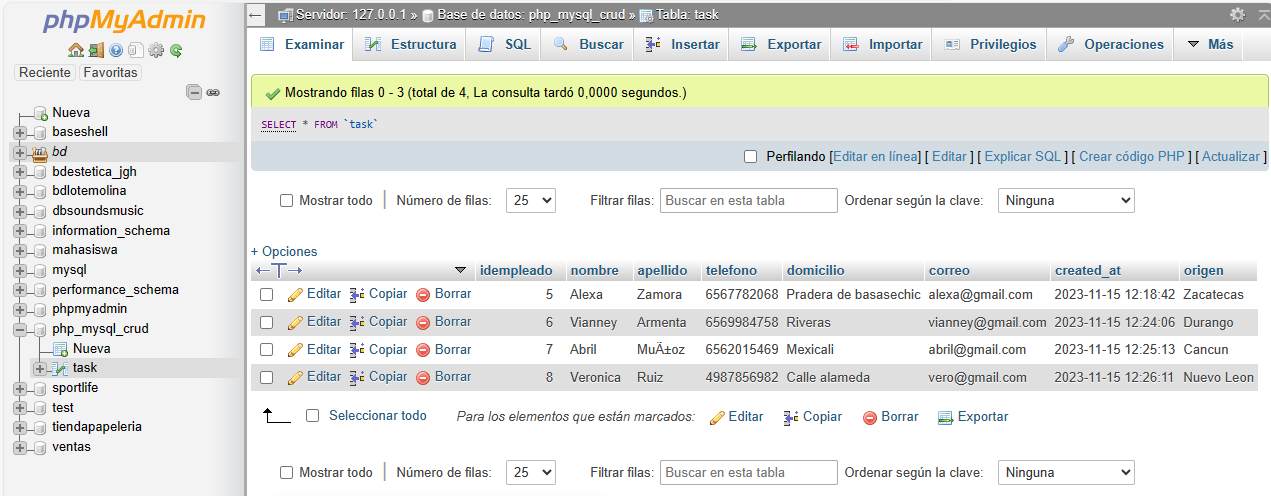 phpMyAdmin
Reciente Favoritas
Nueva
baseshell
bd
bdestetica_jgh
bdlotemolina
dbsoundsmusic
information_schema
mahasiswa
mysql
performance_schema
phpmyadmin
php_mysql_crud
Nueva
task
sportlife
test
tiendapapeleria
ventas
Servidor: 127.0.0.1 » Base de datos: php_mysql_crud » Tabla: task
Examinar Estructura SQL Buscar Insertar Exportar Importar Privilegios Operaciones Más
Mostrando filas 0 - 3 (total de 4, La consulta tardó 0,0000 segundos.)
SELECT * FROM `task`
Perfilando [Editar en línea] [ Editar ] [ Explicar SQL ] [ Crear código PHP ] [ Actualizar ]
Mostrar todo Número de filas: 25 Filtrar filas: Buscar en esta tabla Ordenar según la clave: Ninguna
+ Opciones
idempleado nombre apellido telefono domicilio correo created_at origen
Editar Copiar Borrar 5 Alexa Zamora 6567782068 Pradera de basasechic alexa@gmail.com 2023-11-15 12:18:42 Zacatecas
Editar Copiar Borrar 6 Vianney Armenta 6569984758 Riveras vianney@gmail.com 2023-11-15 12:24:06 Durango
Editar Copiar Borrar 7 Abril MuÄ±oz 6562015469 Mexicali abril@gmail.com 2023-11-15 12:25:13 Cancun
Editar Copiar Borrar 8 Veronica Ruiz 4987856982 Calle alameda vero@gmail.com 2023-11-15 12:26:11 Nuevo Leon
Seleccionar todo Para los elementos que están marcados: Editar Copiar Borrar Exportar
Mostrar todo Número de filas: 25 Filtrar filas: Buscar en esta tabla Ordenar según la clave: Ninguna